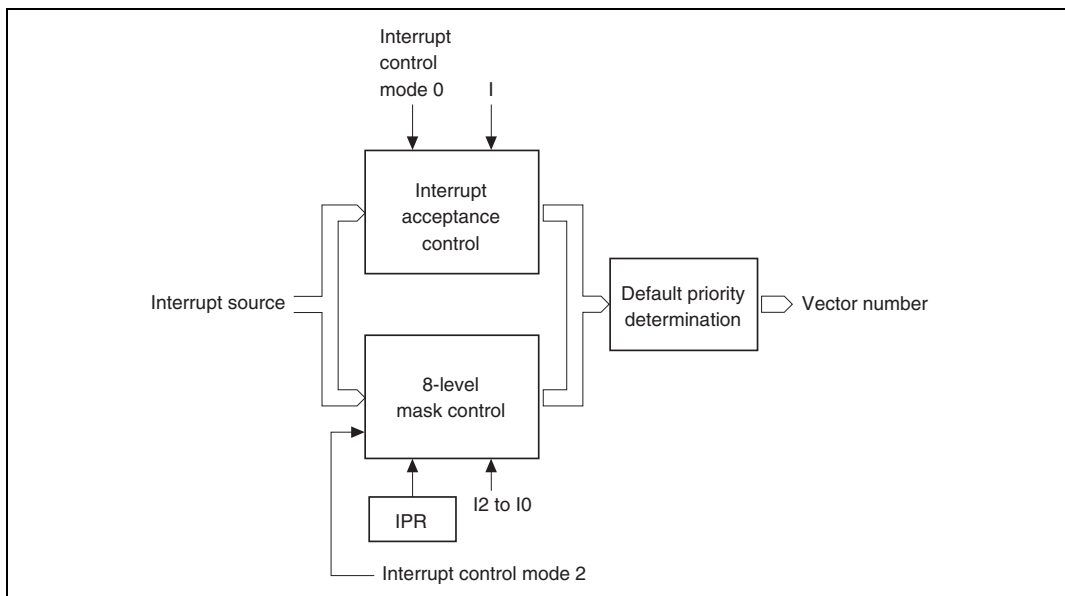 Interrupt
control
mode 0
I
Interrupt
acceptance
control
Interrupt source
Default priority
determination
Vector number
8-level
mask control
IPR
I2 to I0
Interrupt control mode 2